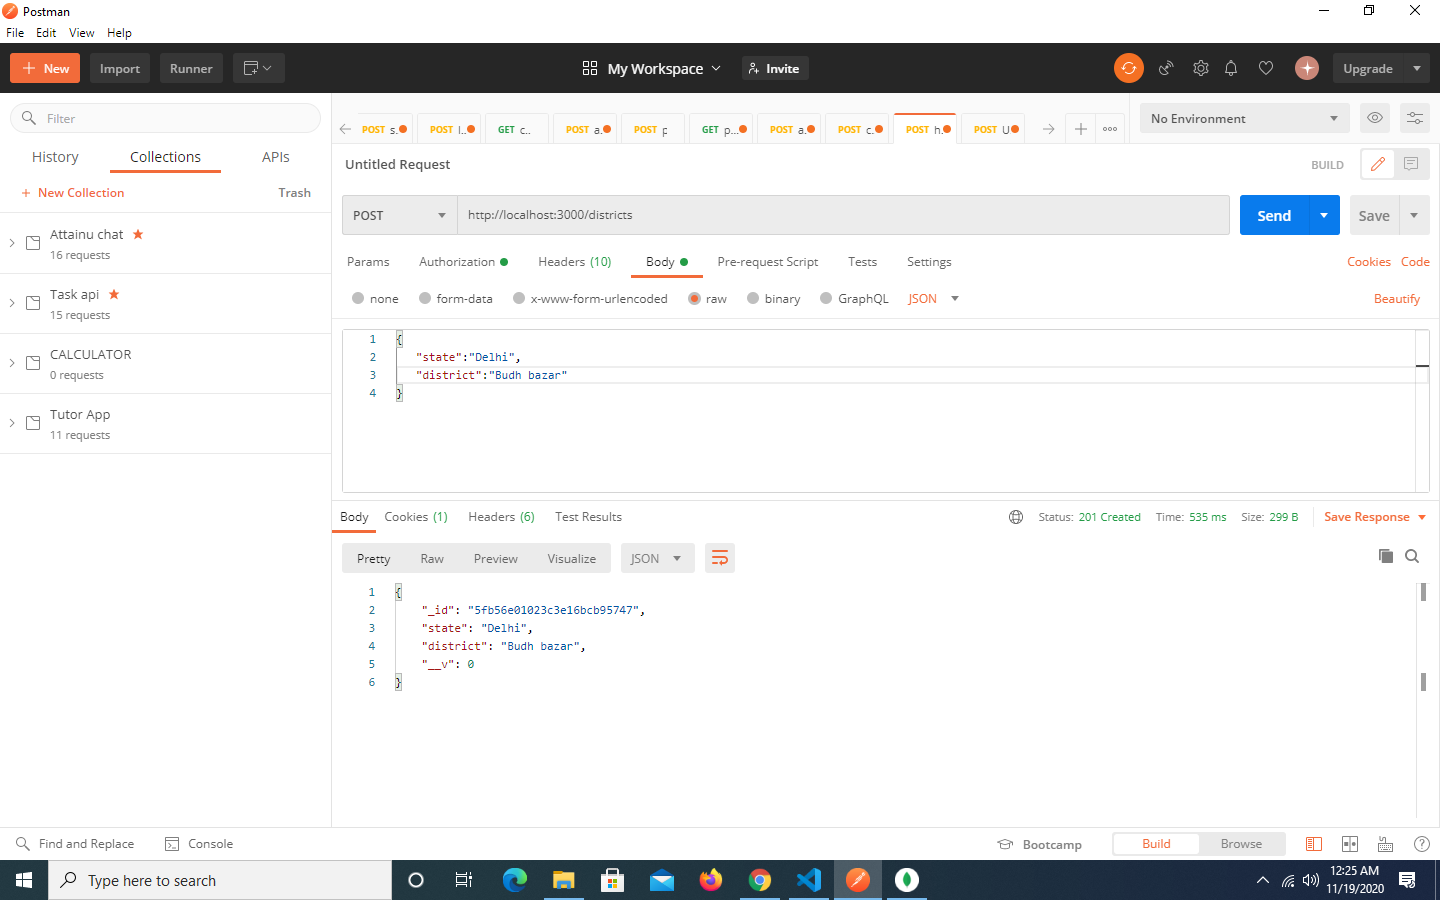 Postman
File Edit View Help
New Import Runner My Workspace Invite Upgrade
Filter
History Collections APIs
+ New Collection Trash
Attainu chat
16 requests
Task api
15 requests
CALCULATOR
0 requests
Tutor App
11 requests
POST s. POST l. GET c.. POST a. POST p GET p... POST a. POST c. POST h. POST U
No Environment
Untitled Request BUILD
POST http://localhost:3000/districts Send Save
Params Authorization Headers (10) Body Pre-request Script Tests Settings Cookies Code
none form-data x-www-form-urlencoded raw binary GraphQL JSON Beautify
1 {
2 "state":"Delhi",
3 "district":"Budh bazar"
4 }
Body Cookies (1) Headers (6) Test Results Status: 201 Created Time: 535 ms Size: 299 B Save Response
Pretty Raw Preview Visualize JSON
1 {
2 "_id": "5fb56e01023c3e16bcb95747",
3 "state": "Delhi",
4 "district": "Budh bazar",
5 "__v": 0
6 }
Find and Replace Console Bootcamp Build Browse
Type here to search
12:25 AM
11/19/2020